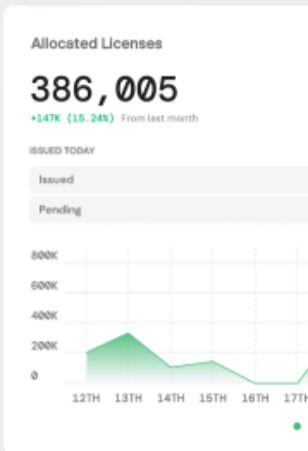 Allocated Licenses
386,005
+147K (15.24%) From last month
ISSUED TODAY
Issued
Pending
800K
600K
400K
200K
0
12TH 13TH 14TH 15TH 16TH 17TH